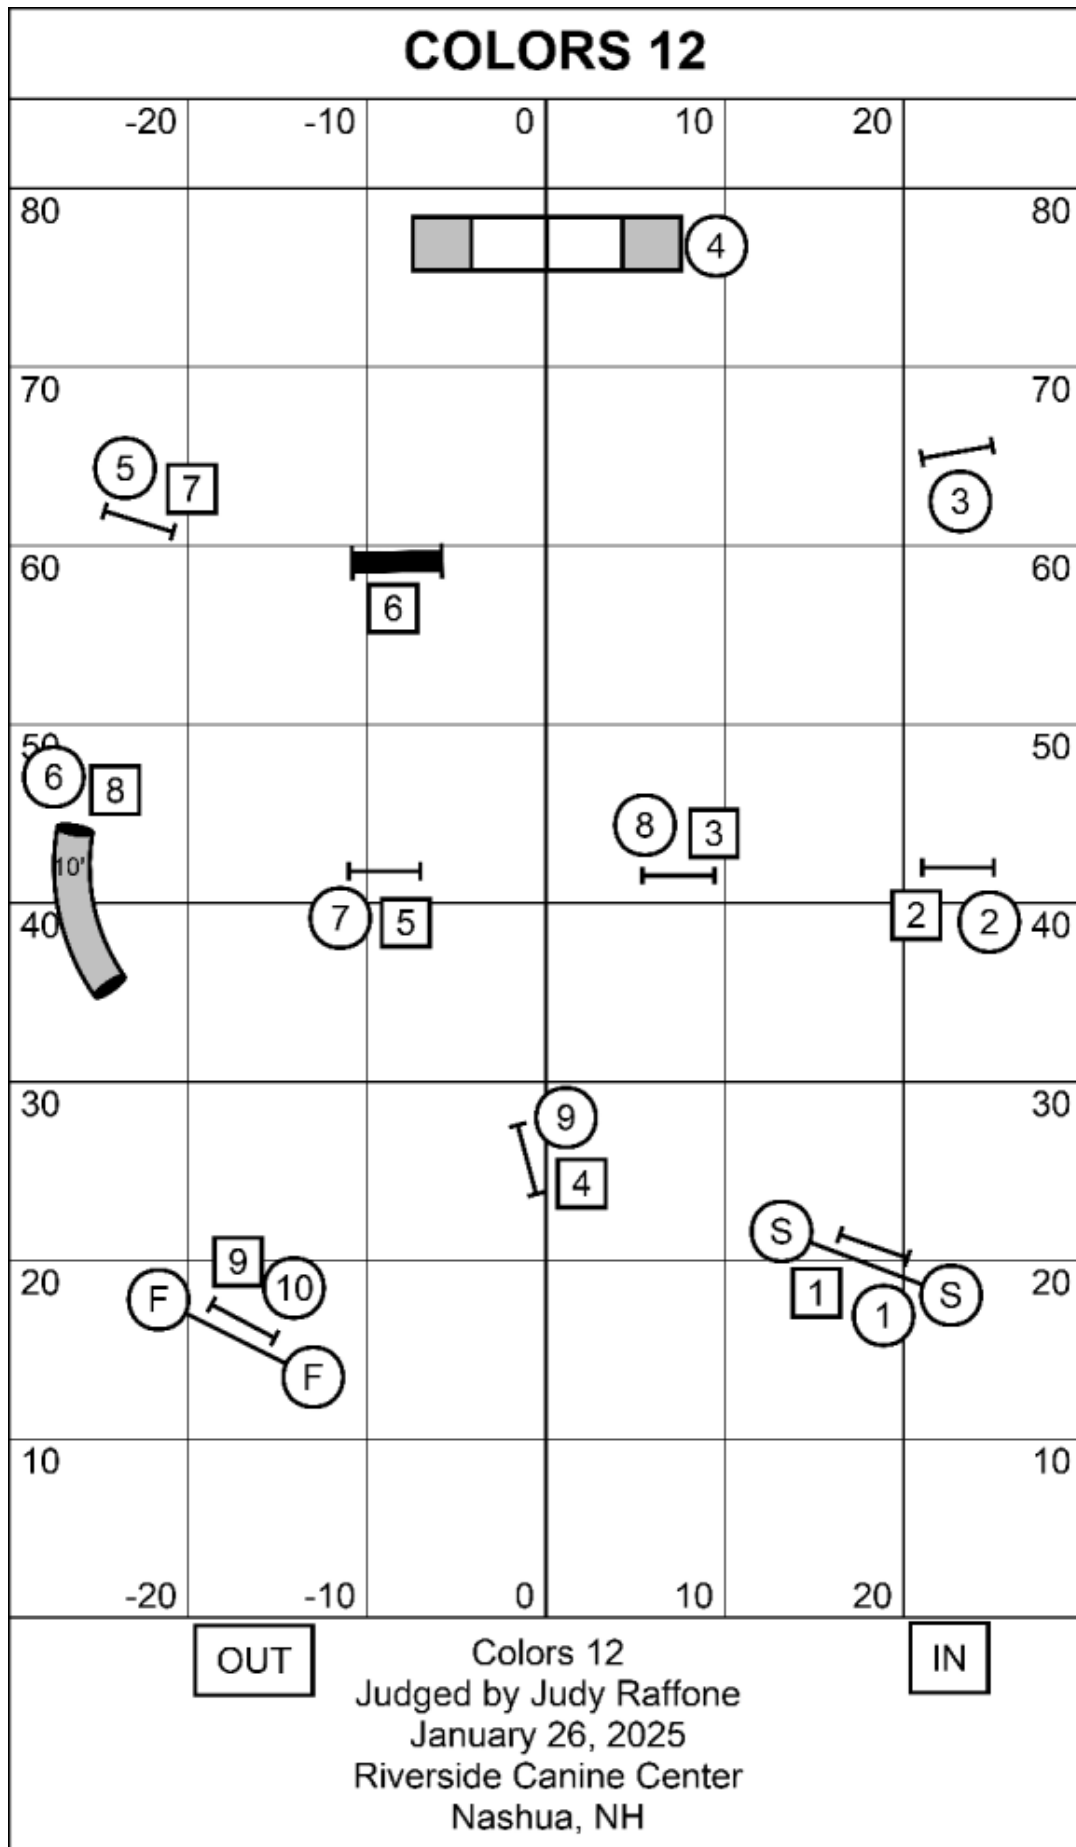 COLORS 12
-20 -10 0 10 20
80 80
4
70 70
5 7 3
60 60
6
50 50
6 8
8 3
10'
7 5 2 2
40 40
30 30
9
4
S
9 10 1 S
20 20
F 1
F
10 10
-20 -10 0 10 20
OUT IN
Colors 12
Judged by Judy Raffone
January 26, 2025
Riverside Canine Center
Nashua, NH